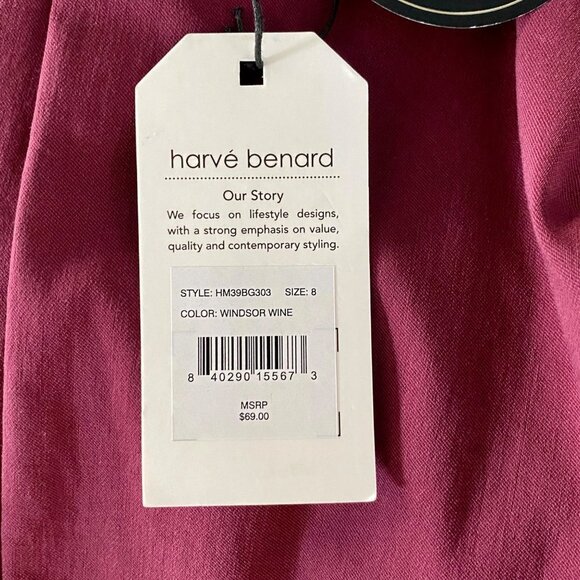 harvé benard
Our Story
We focus on lifestyle designs,
with a strong emphasis on value,
quality and contemporary styling.
STYLE: HM39BG303 SIZE: 8
COLOR: WINDSOR WINE
8 40290 15567 3
MSRP
$69.00